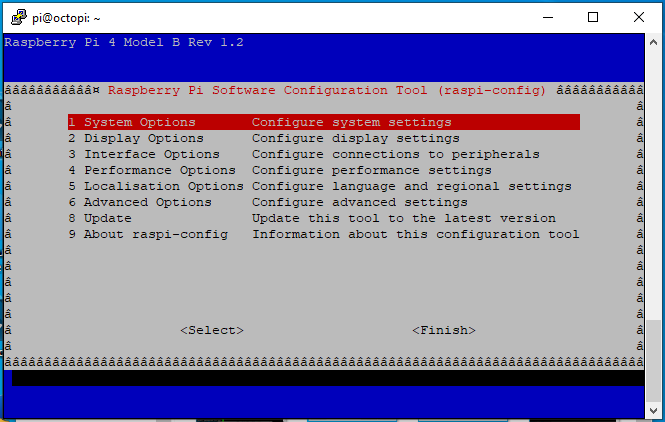 pi@octopi: ~
Raspberry Pi 4 Model B Rev 1.2
âââââââââââ¤ Raspberry Pi Software Configuration Tool (raspi-config) âââââââââââ
â â
â 1 System Options Configure system settings â
â 2 Display Options Configure display settings â
â 3 Interface Options Configure connections to peripherals â
â 4 Performance Options Configure performance settings â
â 5 Localisation Options Configure language and regional settings â
â 6 Advanced Options Configure advanced settings â
â 8 Update Update this tool to the latest version â
â 9 About raspi-config Information about this configuration tool â
â â
â â
â â
â â
â â
â <Select> <Finish> â
â â
ââââââââââââââââââââââââââââââââââââââââââââââââââââââââââââââââââââââââââââââââ